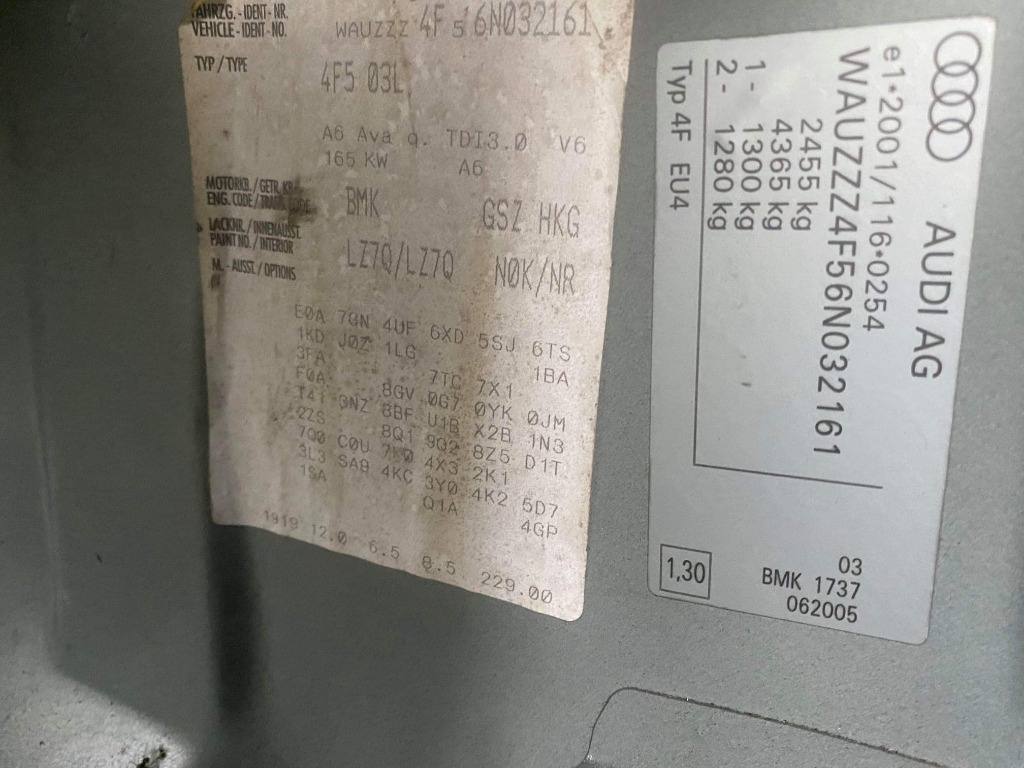 FAHRZG.-IDENT-NR.
VEHICLE-IDENT-NO. WAUZZZ 4F 5 6N032161
TYP / TYPE 4F5 03L
A6 Ava q. TDI3.0 V6
165 KW A6
MOTORKB. / GETR. KB.
ENG. CODE / TRANS. CODE BMK GSZ HKG
LACKNR. / INNENAUSST.
PAINT NO. / INTERIOR LZ7Q/LZ7Q N0K/NR
M.-AUSST. / OPTIONS
E0A 7GN 4UF 6XD 5SJ 6TS
1KD J0Z 1LG 1BA
3FA 7TC 7X1
F0A 8GV 0G7 0YK 0JM
T41 3NZ 8BF U1B X2B 1N3
2ZS 8Q1 9Q2 8Z5 D1T
7Q0 C0U 7K0 4X3 2K1
3L3 SA8 4KC 3Y0 4K2 5D7
1SA Q1A 4GP
1919 12.0 6.5 8.5 229.00
AUDI AG
e1*2001/116*0254
WAUZZZ4F56N032161
2455 kg
4365 kg
1- 1300 kg
2- 1280 kg
Typ 4F EU4
03
BMK 1737
062005
1,30